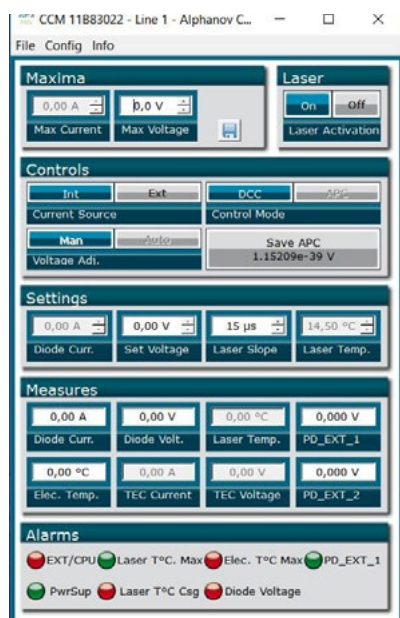 CCM 11B83022 - Line 1 - Alphanov C...
File Config Info
Maxima
0,00 A
0,0 V
Max Current
Max Voltage
Laser
On
Off
Laser Activation
Controls
Int
Ext
Current Source
DCC
APC
Control Mode
Man
Auto
Voltage Adj.
Save APC
1.15209e-39 V
Settings
0,00 A
0,00 V
15 µs
14,50 °C
Diode Curr.
Set Voltage
Laser Slope
Laser Temp.
Measures
0,00 A
0,00 V
0,00 °C
0,000 V
Diode Curr.
Diode Volt.
Laser Temp.
PD_EXT_1
0,00 °C
0,00 A
0,00 V
0,000 V
Elec. Temp.
TEC Current
TEC Voltage
PD_EXT_2
Alarms
EXT/CPU
Laser T°C. Max
Elec. T°C Max
PD_EXT_1
PwrSup
Laser T°C Csg
Diode Voltage